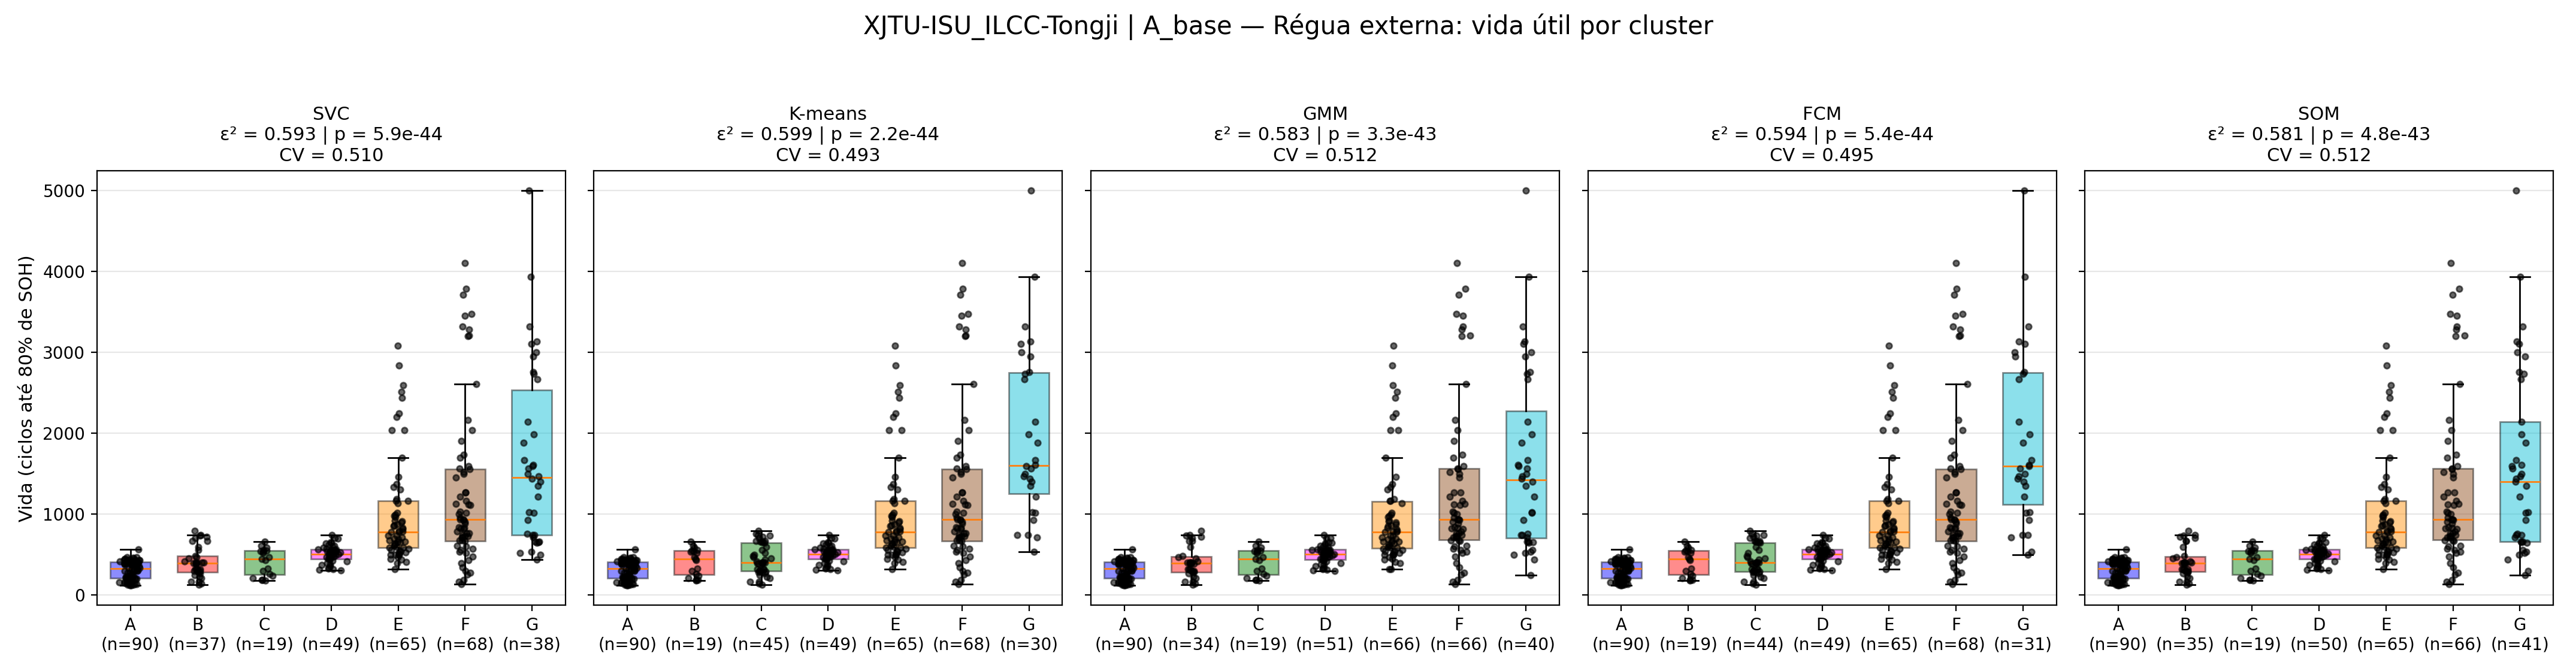 XJTU-ISU_ILCC-Tongji | A_base — Régua externa: vida útil por cluster
SVC
ε² = 0.593 | p = 5.9e-44
CV = 0.510
K-means
ε² = 0.599 | p = 2.2e-44
CV = 0.493
GMM
ε² = 0.583 | p = 3.3e-43
CV = 0.512
FCM
ε² = 0.594 | p = 5.4e-44
CV = 0.495
SOM
ε² = 0.581 | p = 4.8e-43
CV = 0.512
Vida (ciclos até 80% de SOH)
5000
4000
3000
2000
1000
0
A B C D E F G
(n=90) (n=37) (n=19) (n=49) (n=65) (n=68) (n=38)
A B C D E F G
(n=90) (n=19) (n=45) (n=49) (n=65) (n=68) (n=30)
A B C D E F G
(n=90) (n=34) (n=19) (n=51) (n=66) (n=66) (n=40)
A B C D E F G
(n=90) (n=19) (n=44) (n=49) (n=65) (n=68) (n=31)
A B C D E F G
(n=90) (n=35) (n=19) (n=50) (n=65) (n=66) (n=41)